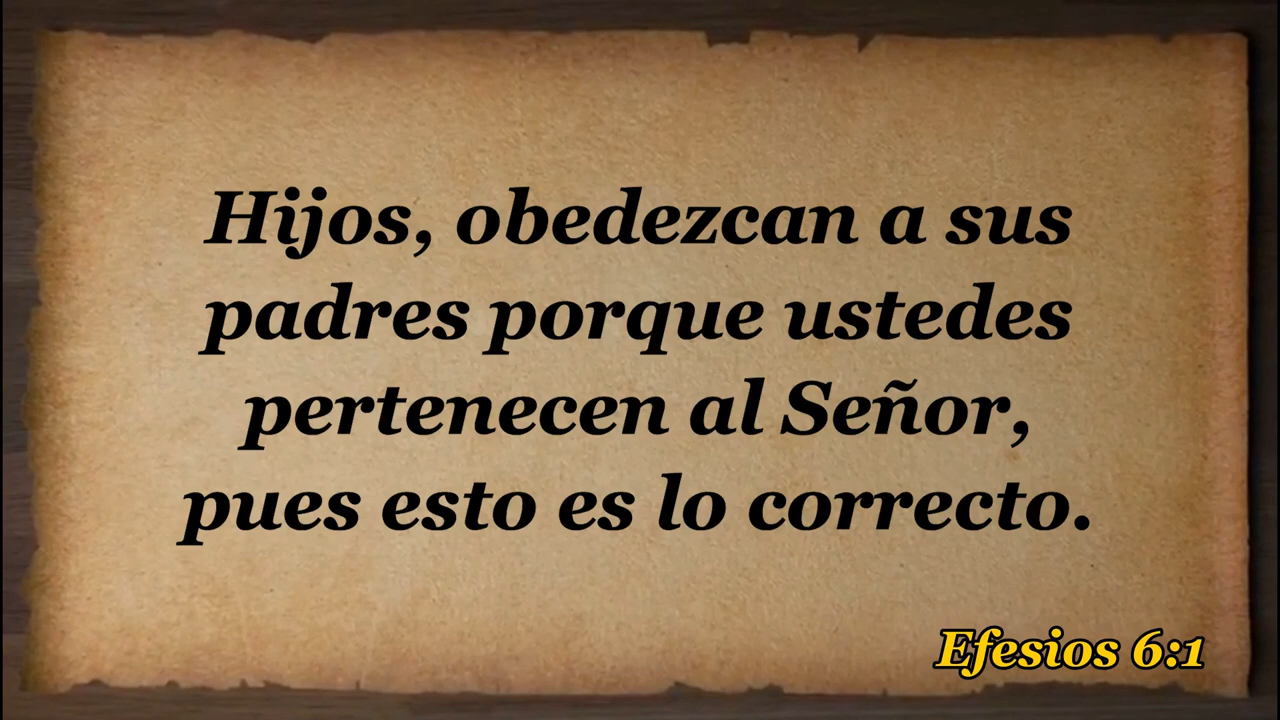 Hijos, obedezcan a sus
padres porque ustedes
pertenecen al Señor,
pues esto es lo correcto.
Efesios 6:1